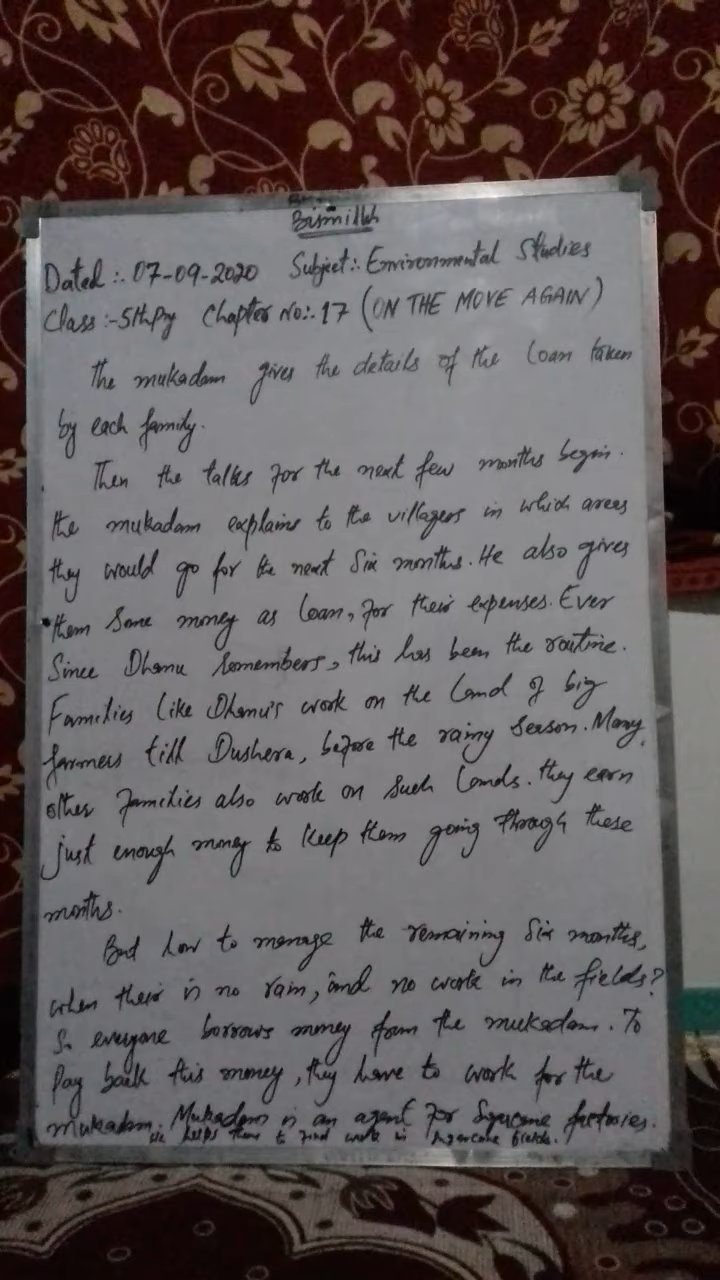 Bismillah
Dated :- 07-09-2020 Subject:- Environmental Studies
Class :- 5th Pry Chapter No:- 17 (ON THE MOVE AGAIN)
The mukadam gives the details of the loan taken
by each family.
Then the talks for the next few months begin.
the mukadam explains to the villagers in which areas
they would go for the next Six months. He also gives
them Some money as loan, for their expenses. Ever
Since Dhanu Remembers, this has been the routine.
Families like Dhanu's work on the land of big
farmers till Dushera, before the rainy Season. Many
other families also work on Such lands. they earn
just enough money to keep them going through these
months.
But how to manage the remaining Six months,
when their is no rain, and no work in the fields?
So everyone borrows money from the mukadam. To
Pay back this money, they have to work for the
mukadam. Mukadam is an agent for Sgucane factories.
He helps them to find work in Sugarcane fields.